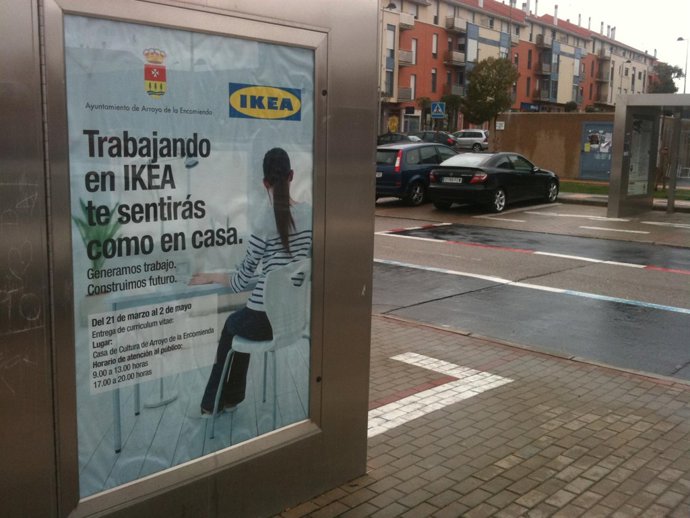 Ayuntamiento de Arroyo de la Encomienda
IKEA
Trabajando
en IKEA
te sentirás
como en casa.
Generamos trabajo.
Construimos futuro.
Del 21 de marzo al 2 de mayo
Entrega de curriculum vitae:
Lugar:
Casa de Cultura de Arroyo de la Encomienda
Horario de atención al público:
9.00 a 13.00 horas
17.00 a 20.00 horas